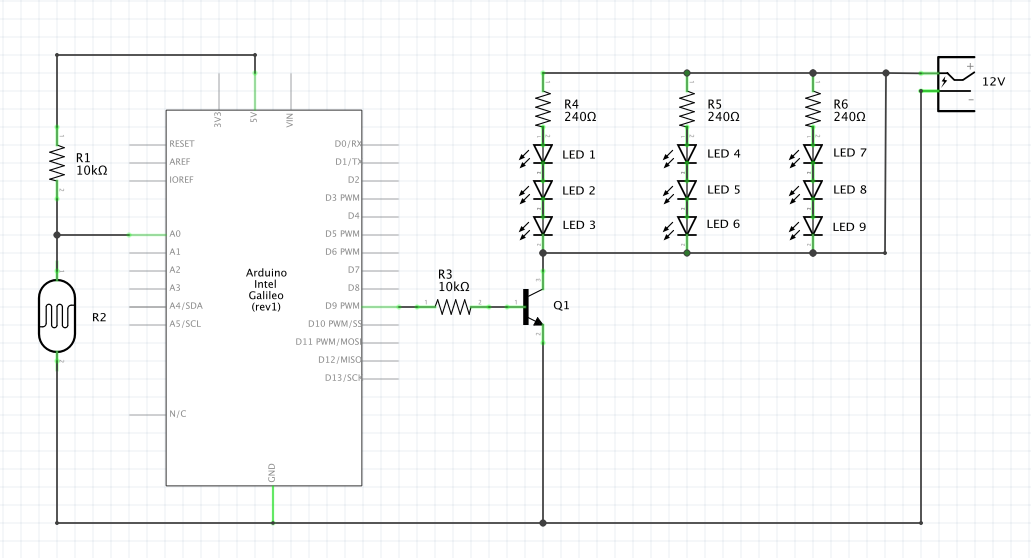 12V
+
-
3V3
5V
VIN
R1
10kΩ
R2
RESET
AREF
IOREF
A0
A1
A2
A3
A4/SDA
A5/SCL
N/C
Arduino
Intel
Galileo
(rev1)
D0/RX
D1/TX
D2
D3 PWM
D4
D5 PWM
D6 PWM
D7
D8
D9 PWM
D10 PWM/SS
D11 PWM/MOSI
D12/MISO
D13/SCK
GND
R3
10kΩ
Q1
R4
240Ω
LED 1
LED 2
LED 3
R5
240Ω
LED 4
LED 5
LED 6
R6
240Ω
LED 7
LED 8
LED 9